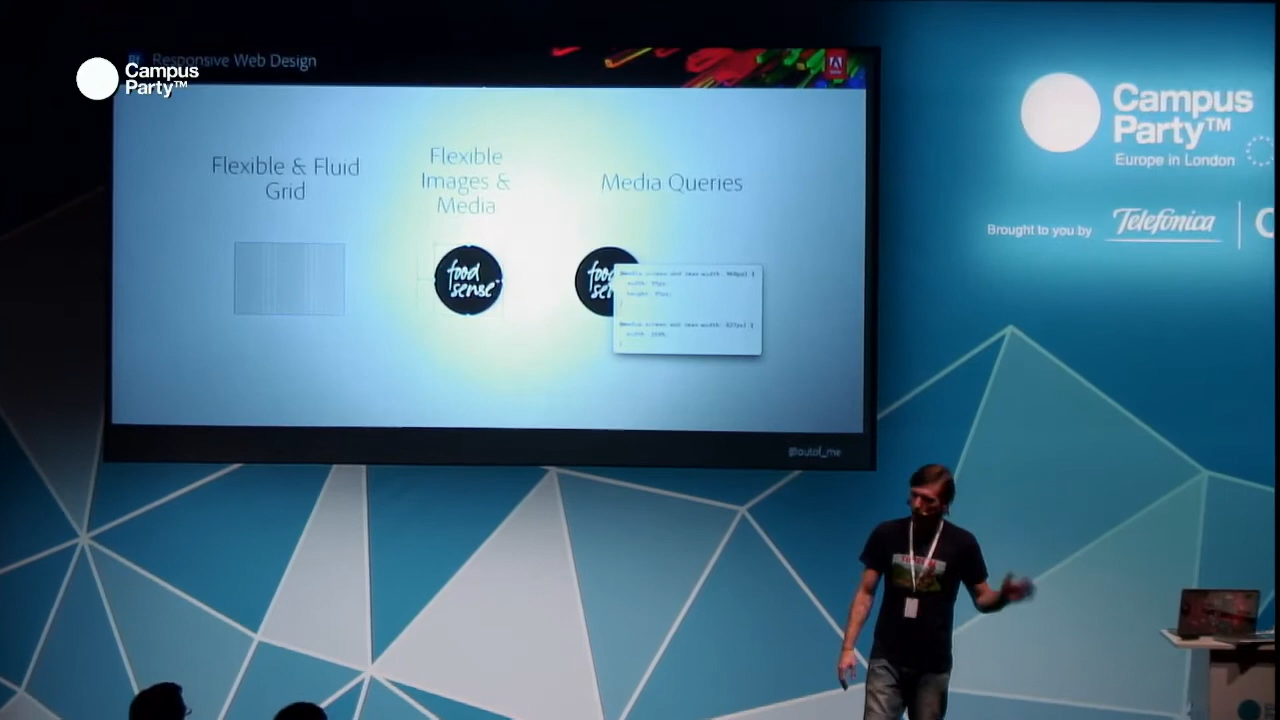 Responsive Web Design
Campus
Party™
Flexible & Fluid
Grid
Flexible
Images &
Media
Media Queries
food
sense
@outof_me
Campus
Party™
Europe in London
Brought to you by
Telefónica